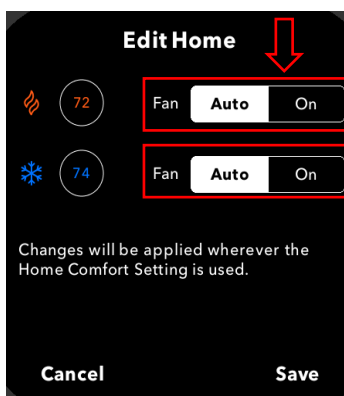 Edit Home
72 Fan Auto On
74 Fan Auto On
Changes will be applied wherever the
Home Comfort Setting is used.
Cancel Save